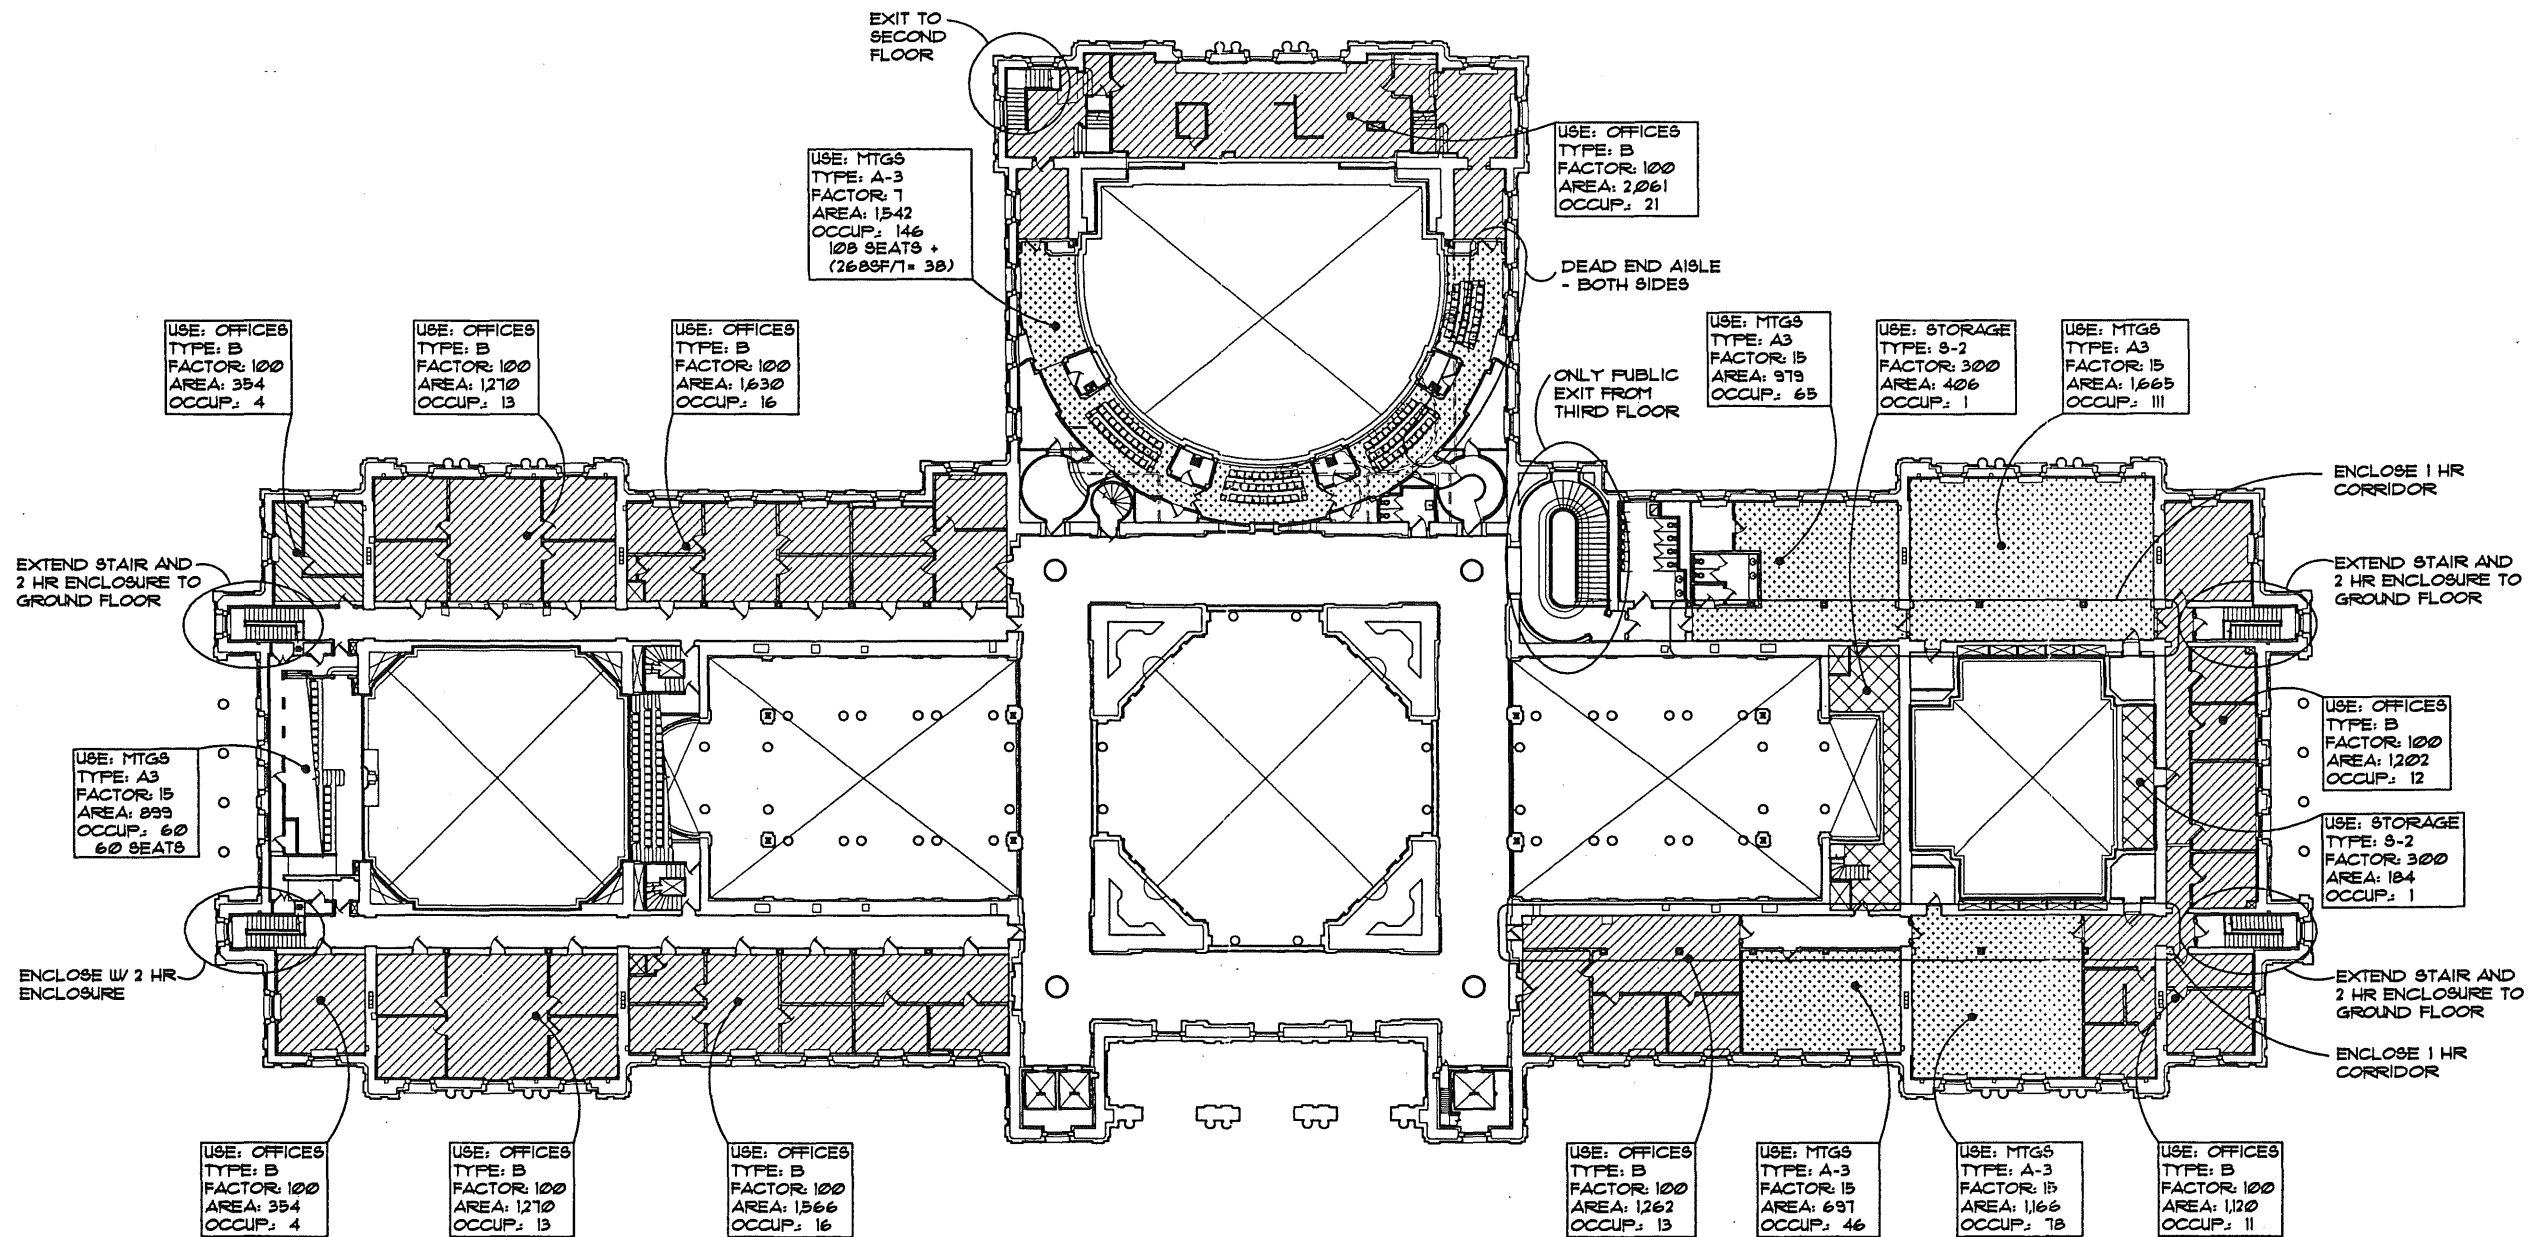 EXIT TO
SECOND
FLOOR
USE: MTGS
TYPE: A-3
FACTOR: 7
AREA: 1,542
OCCUP.: 146
108 SEATS +
(268SF/7= 38)
USE: OFFICES
TYPE: B
FACTOR: 100
AREA: 2,061
OCCUP.: 21
DEAD END AISLE
- BOTH SIDES
USE: OFFICES
TYPE: B
FACTOR: 100
AREA: 354
OCCUP.: 4
USE: OFFICES
TYPE: B
FACTOR: 100
AREA: 1,270
OCCUP.: 13
USE: OFFICES
TYPE: B
FACTOR: 100
AREA: 1,630
OCCUP.: 16
ONLY PUBLIC
EXIT FROM
THIRD FLOOR
USE: MTGS
TYPE: A3
FACTOR: 15
AREA: 979
OCCUP.: 65
USE: STORAGE
TYPE: S-2
FACTOR: 300
AREA: 406
OCCUP.: 1
USE: MTGS
TYPE: A3
FACTOR: 15
AREA: 1,665
OCCUP.: 111
ENCLOSE 1 HR
CORRIDOR
EXTEND STAIR AND
2 HR ENCLOSURE TO
GROUND FLOOR
EXTEND STAIR AND
2 HR ENCLOSURE TO
GROUND FLOOR
USE: MTGS
TYPE: A3
FACTOR: 15
AREA: 899
OCCUP.: 60
60 SEATS
USE: OFFICES
TYPE: B
FACTOR: 100
AREA: 1,202
OCCUP.: 12
USE: STORAGE
TYPE: S-2
FACTOR: 300
AREA: 184
OCCUP.: 1
ENCLOSE W/ 2 HR
ENCLOSURE
EXTEND STAIR AND
2 HR ENCLOSURE TO
GROUND FLOOR
ENCLOSE 1 HR
CORRIDOR
USE: OFFICES
TYPE: B
FACTOR: 100
AREA: 354
OCCUP.: 4
USE: OFFICES
TYPE: B
FACTOR: 100
AREA: 1,270
OCCUP.: 13
USE: OFFICES
TYPE: B
FACTOR: 100
AREA: 1,566
OCCUP.: 16
USE: OFFICES
TYPE: B
FACTOR: 100
AREA: 1,262
OCCUP.: 13
USE: MTGS
TYPE: A-3
FACTOR: 15
AREA: 697
OCCUP.: 46
USE: MTGS
TYPE: A-3
FACTOR: 15
AREA: 1,166
OCCUP.: 78
USE: OFFICES
TYPE: B
FACTOR: 100
AREA: 1,120
OCCUP.: 11